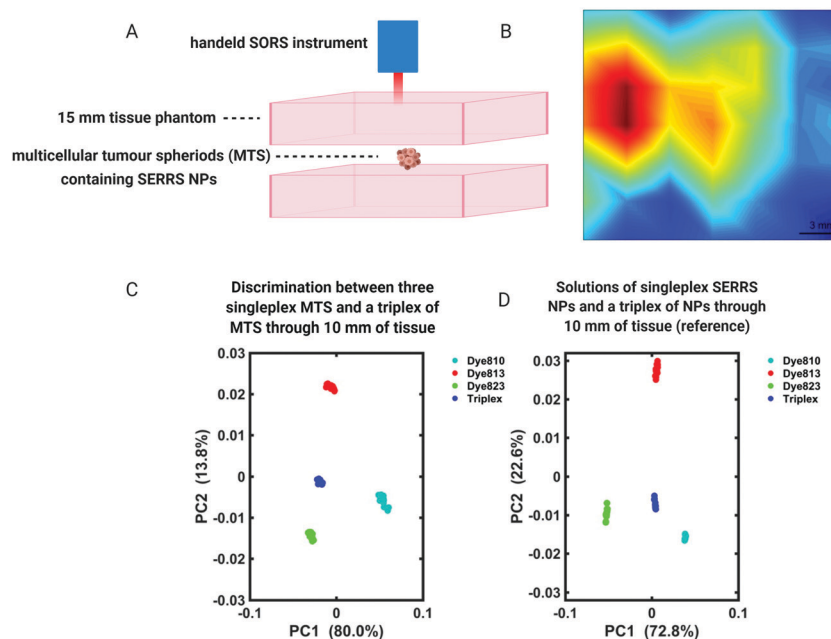 A
handeld SORS instrument
15 mm tissue phantom
multicellular tumour spheriods (MTS)
containing SERRS NPs
B
3 mm
C
Discrimination between three
singleplex MTS and a triplex of
MTS through 10 mm of tissue
Dye810
Dye813
Dye823
Triplex
0.03
0.02
0.01
0
-0.01
-0.02
-0.03
-0.1
0
0.1
PC2 (13.8%)
PC1 (80.0%)
D
Solutions of singleplex SERRS
NPs and a triplex of NPs through
10 mm of tissue (reference)
Dye810
Dye813
Dye823
Triplex
0.03
0.02
0.01
0
-0.01
-0.02
-0.03
-0.1
0
0.1
PC2 (22.6%)
PC1 (72.8%)